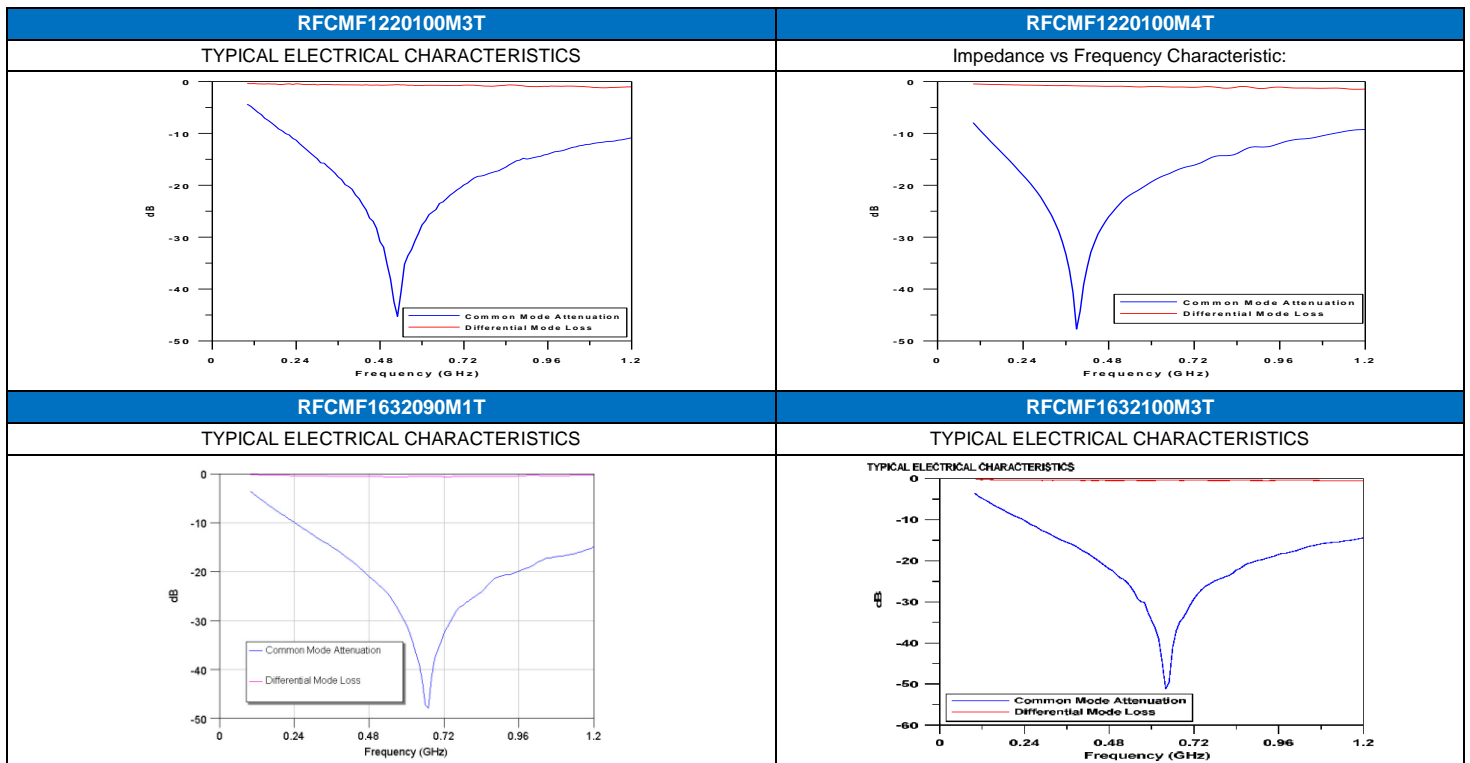 RFCMF1220100M3T
TYPICAL ELECTRICAL CHARACTERISTICS
0
-10
-20
-30
-40
-50
dB
Common Mode Attenuation
Differential Mode Loss
0 0.24 0.48 0.72 0.96 1.2
Frequency (GHz)
RFCMF1220100M4T
Impedance vs Frequency Characteristic:
0
-10
-20
-30
-40
-50
dB
Common Mode Attenuation
Differential Mode Loss
0 0.24 0.48 0.72 0.96 1.2
Frequency (GHz)
RFCMF1632090M1T
TYPICAL ELECTRICAL CHARACTERISTICS
0
-10
-20
-30
-40
-50
dB
Common Mode Attenuation
Differential Mode Loss
0 0.24 0.48 0.72 0.96 1.2
Frequency (GHz)
RFCMF1632100M3T
TYPICAL ELECTRICAL CHARACTERISTICS
TYPICAL ELECTRICAL CHARACTERISTICS
0
-10
-20
-30
-40
-50
-60
dB
Common Mode Attenuation
Differential Mode Loss
0 0.24 0.48 0.72 0.96 1.2
Frequency (GHz)